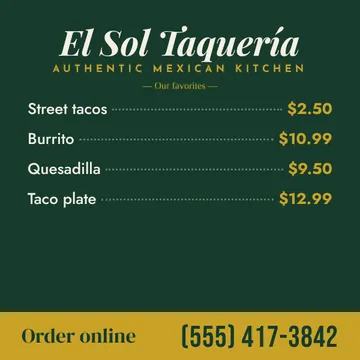 El Sol Taquería
AUTHENTIC MEXICAN KITCHEN
— Our favorites —
Street tacos $2.50
Burrito $10.99
Quesadilla $9.50
Taco plate $12.99
Order online (555) 417-3842